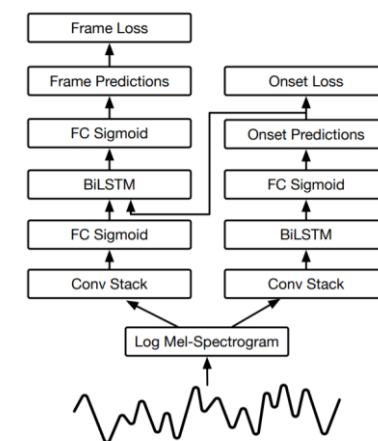 Frame Loss
Frame Predictions
Onset Loss
FC Sigmoid
Onset Predictions
BiLSTM
FC Sigmoid
FC Sigmoid
BiLSTM
Conv Stack
Conv Stack
Log Mel-Spectrogram